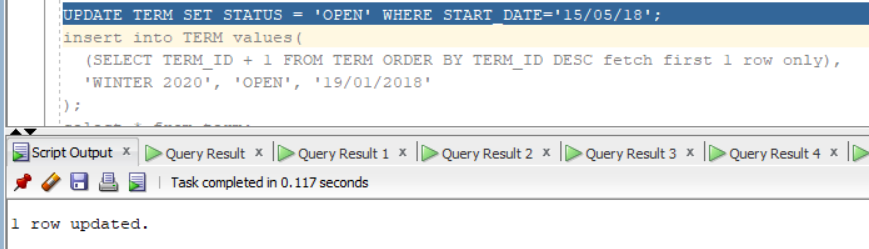 UPDATE TERM SET STATUS = 'OPEN' WHERE START_DATE='15/05/18';
insert into TERM values(
(SELECT TERM_ID + 1 FROM TERM ORDER BY TERM_ID DESC fetch first 1 row only),
'WINTER 2020', 'OPEN', '19/01/2018'
);
select * from term;
Script Output x Query Result x Query Result 1 x Query Result 2 x Query Result 3 x Query Result 4 x
Task completed in 0.117 seconds
1 row updated.